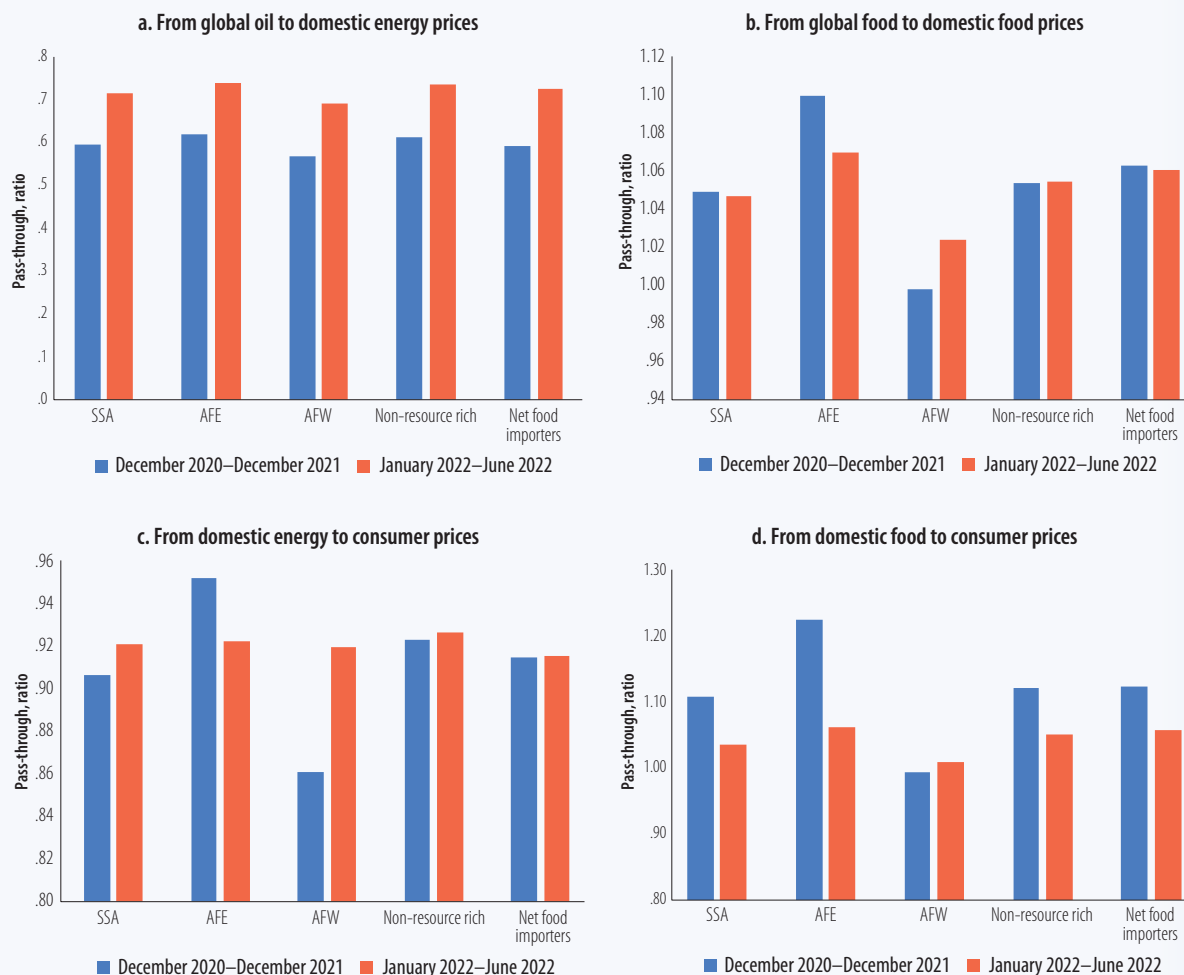 a. From global oil to domestic energy prices
Pass-through, ratio
.8
.7
.6
.5
.4
.3
.2
.1
.0
SSA
AFE
AFW
Non-resource rich
Net food
importers
December 2020–December 2021
January 2022–June 2022
b. From global food to domestic food prices
Pass-through, ratio
1.12
1.10
1.08
1.06
1.04
1.02
1.00
.98
.96
.94
SSA
AFE
AFW
Non-resource rich
Net food
importers
December 2020–December 2021
January 2022–June 2022
c. From domestic energy to consumer prices
Pass-through, ratio
.96
.94
.92
.90
.88
.86
.84
.82
.80
SSA
AFE
AFW
Non-resource rich
Net food
importers
December 2020–December 2021
January 2022–June 2022
d. From domestic food to consumer prices
Pass-through, ratio
1.30
1.20
1.10
1.00
.90
.80
SSA
AFE
AFW
Non-resource rich
Net food
importers
December 2020–December 2021
January 2022–June 2022